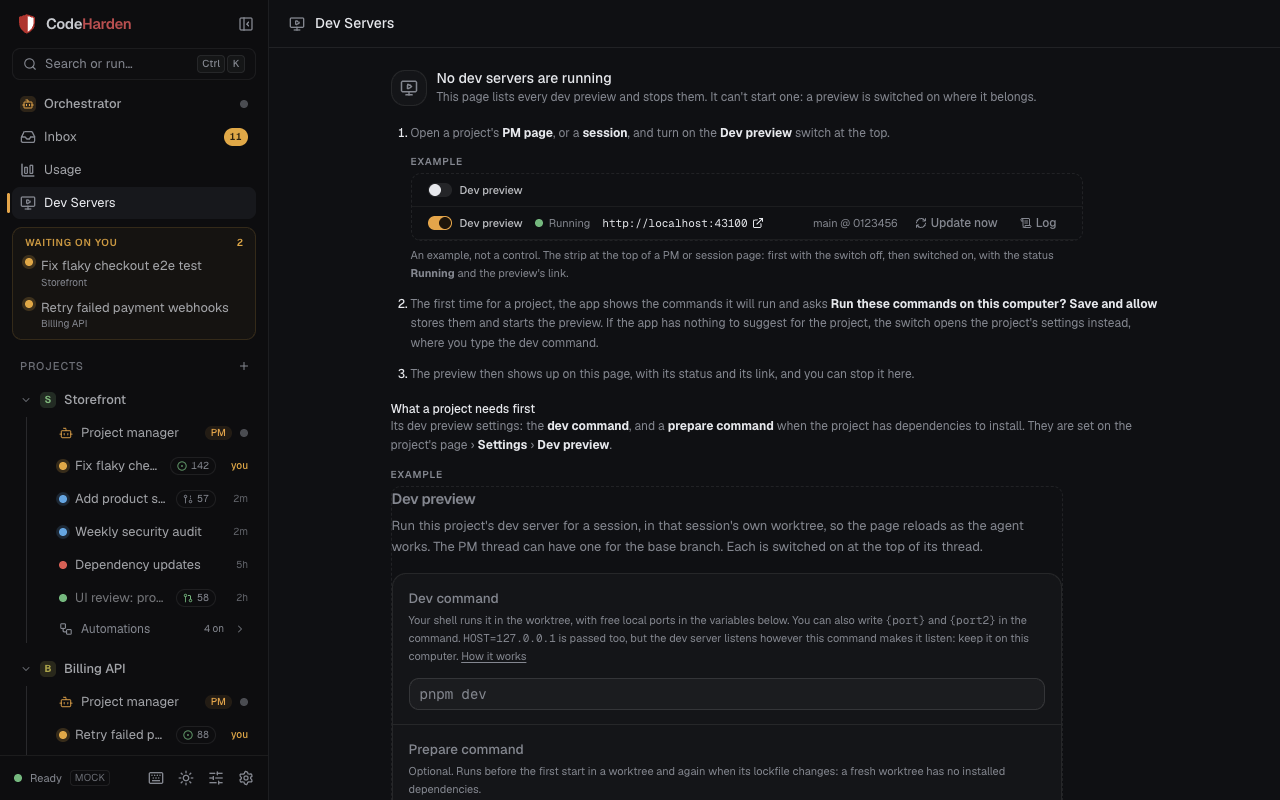 CodeHarden
Search or run…
Ctrl K
Orchestrator
Inbox
11
Usage
Dev Servers
WAITING ON YOU
2
Fix flaky checkout e2e test
Storefront
Retry failed payment webhooks
Billing API
PROJECTS
S Storefront
Project manager PM
Fix flaky che… 142 you
Add product s… 57 2m
Weekly security audit 2m
Dependency updates 5h
UI review: pro… 58 2h
Automations 4 on
B Billing API
Project manager PM
Retry failed p… 88 you
Ready MOCK
Dev Servers
No dev servers are running
This page lists every dev preview and stops them. It can't start one: a preview is switched on where it belongs.
1. Open a project's PM page, or a session, and turn on the Dev preview switch at the top.
EXAMPLE
Dev preview
Dev preview Running http://localhost:43100 main @ 0123456 Update now Log
An example, not a control. The strip at the top of a PM or session page: first with the switch off, then switched on, with the status
Running and the preview's link.
2. The first time for a project, the app shows the commands it will run and asks Run these commands on this computer? Save and allow
stores them and starts the preview. If the app has nothing to suggest for the project, the switch opens the project's settings instead,
where you type the dev command.
3. The preview then shows up on this page, with its status and its link, and you can stop it here.
What a project needs first
Its dev preview settings: the dev command, and a prepare command when the project has dependencies to install. They are set on the
project's page › Settings › Dev preview.
EXAMPLE
Dev preview
Run this project's dev server for a session, in that session's own worktree, so the page reloads as the agent
works. The PM thread can have one for the base branch. Each is switched on at the top of its thread.
Dev command
Your shell runs it in the worktree, with free local ports in the variables below. You can also write {port} and {port2} in the
command. HOST=127.0.0.1 is passed too, but the dev server listens however this command makes it listen: keep it on this
computer. How it works
pnpm dev
Prepare command
Optional. Runs before the first start in a worktree and again when its lockfile changes: a fresh worktree has no installed
dependencies.